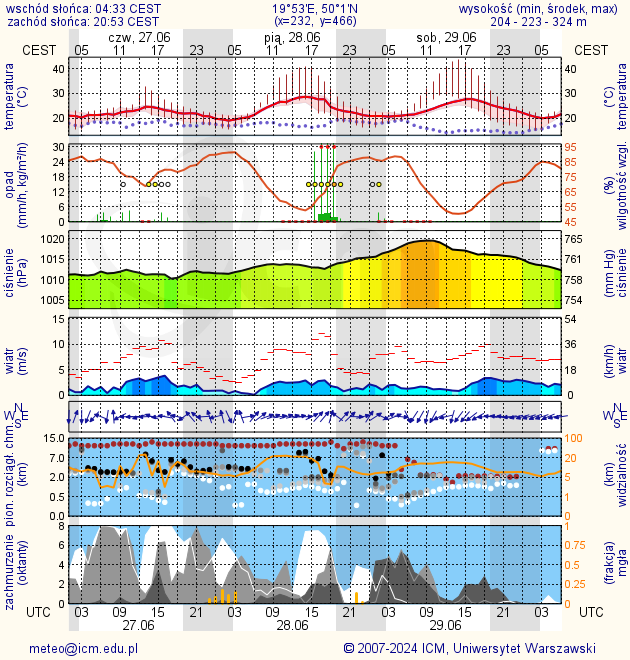 wschód słońca: 04:33 CEST 19°53'E, 50°1'N wysokość (min, środek, max)
zachód słońca: 20:53 CEST (x=232, y=466) 204 - 223 - 324 m
czw, 27.06 pią, 28.06 sob, 29.06
CEST 05 11 17 23 05 11 17 23 05 11 17 23 05 CEST
temperatura (°C) 40 30 20 40 30 20 (°C) temperatura
opad (mm/h, kg/m²/h) 30 24 18 12 6 0 95 85 75 65 55 45 (%) wilgotność wzgl.
ciśnienie (hPa) 1020 1015 1010 1005 765 761 758 754 (mm Hg) ciśnienie
wiatr (m/s) 15 10 5 0 54 36 18 0 (km/h) wiatr
N W E S N W E S
pion. rozciągł. chm. (km) 15.0 7.0 2.0 0.5 0.0 100 20 5 1 0 (km) widzialność
zachmurzenie (oktanty) 8 6 4 2 0 1 0.75 0.5 0.25 0 (frakcja) mgła
UTC 03 09 15 21 03 09 15 21 03 09 15 21 03 UTC
27.06 28.06 29.06
meteo@icm.edu.pl © 2007-2024 ICM, Uniwersytet Warszawski